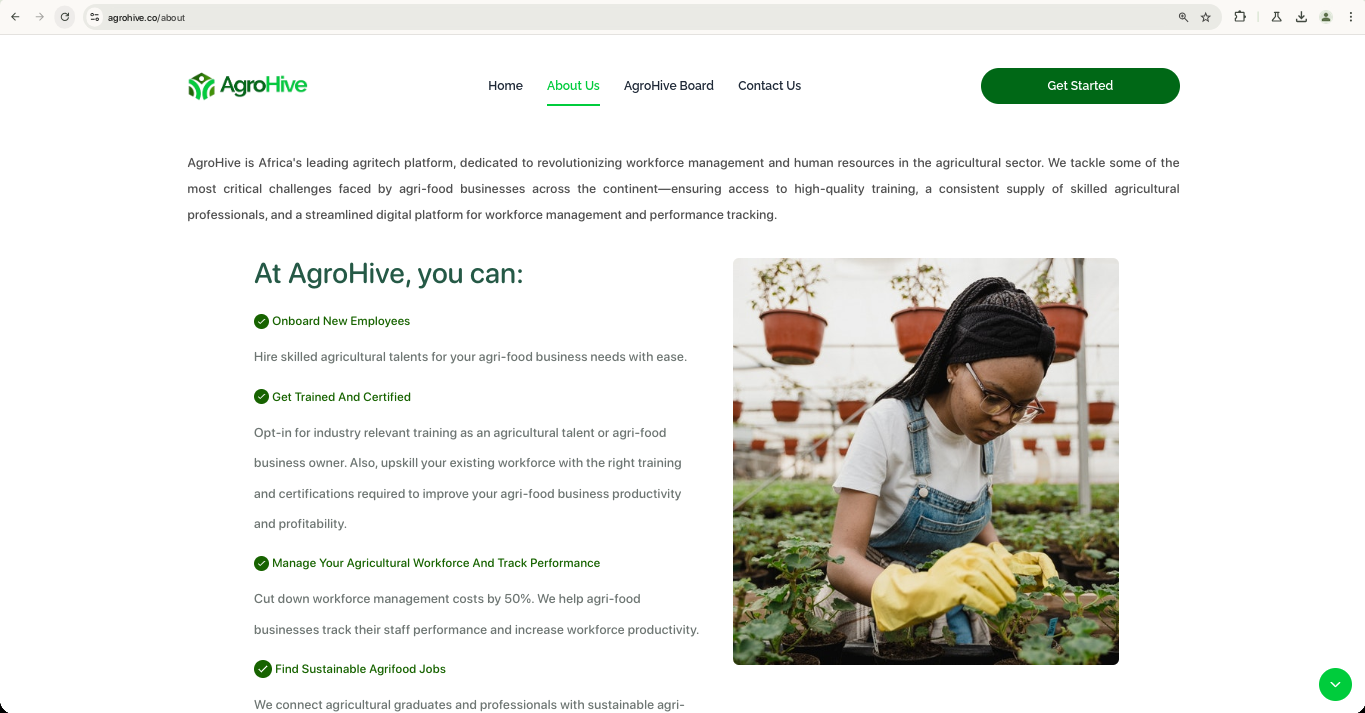 agrohive.co/about
AgroHive
Home
About Us
AgroHive Board
Contact Us
Get Started
AgroHive is Africa's leading agritech platform, dedicated to revolutionizing workforce management and human resources in the agricultural sector. We tackle some of the
most critical challenges faced by agri-food businesses across the continent—ensuring access to high-quality training, a consistent supply of skilled agricultural
professionals, and a streamlined digital platform for workforce management and performance tracking.
At AgroHive, you can:
Onboard New Employees
Hire skilled agricultural talents for your agri-food business needs with ease.
Get Trained And Certified
Opt-in for industry relevant training as an agricultural talent or agri-food
business owner. Also, upskill your existing workforce with the right training
and certifications required to improve your agri-food business productivity
and profitability.
Manage Your Agricultural Workforce And Track Performance
Cut down workforce management costs by 50%. We help agri-food
businesses track their staff performance and increase workforce productivity.
Find Sustainable Agrifood Jobs
We connect agricultural graduates and professionals with sustainable agri-